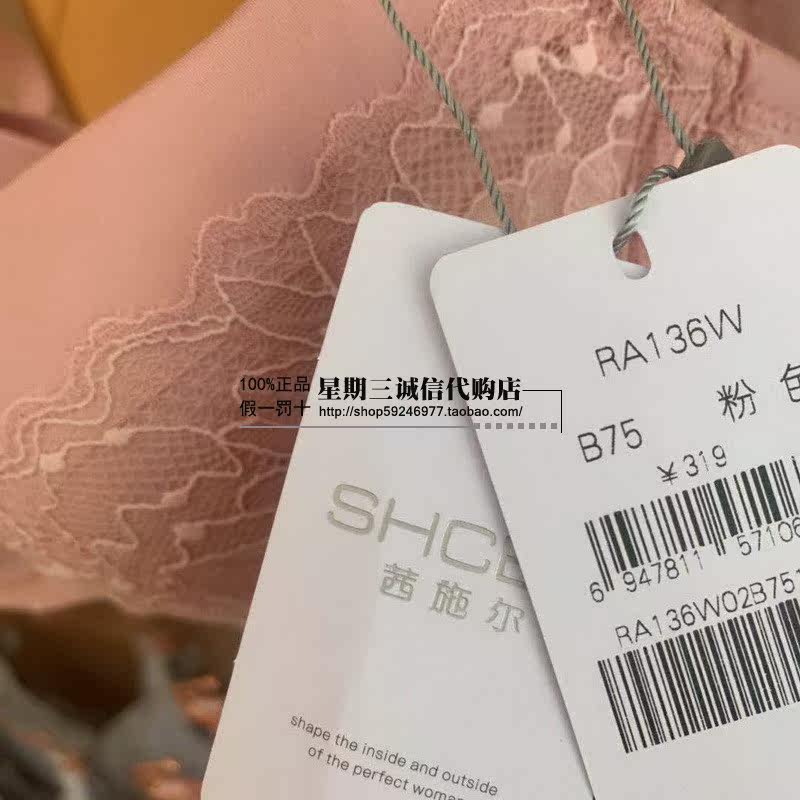 RA136W
B75 粉 色
¥319
6 947811 57106
RA136W02B751
100%正品
假一罚十
星期三诚信代购店
http://shop59246977.taobao.com/
SHCE
茜施尔
shape the inside and outside
of the perfect woman